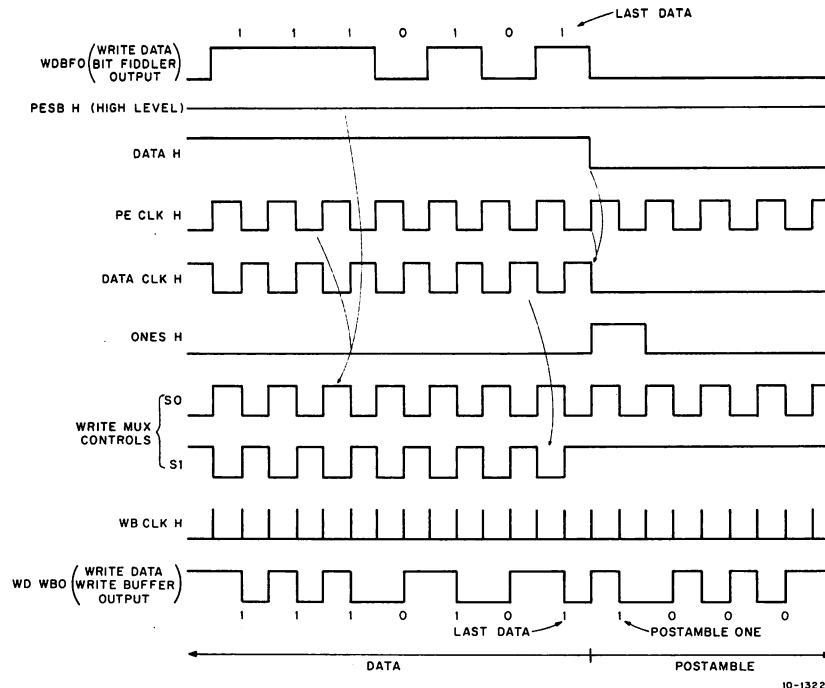 LAST DATA
1 1 1 0 1 0 1
WDBFO (WRITE DATA BIT FIDDLER OUTPUT)
PESB H (HIGH LEVEL)
DATA H
PE CLK H
DATA CLK H
ONES H
S0
WRITE MUX CONTROLS
S1
WB CLK H
WD WBO (WRITE DATA WRITE BUFFER OUTPUT)
1 1 1 0 1 0 1 1 0 0 0
LAST DATA
POSTAMBLE ONE
DATA
POSTAMBLE
10-1322